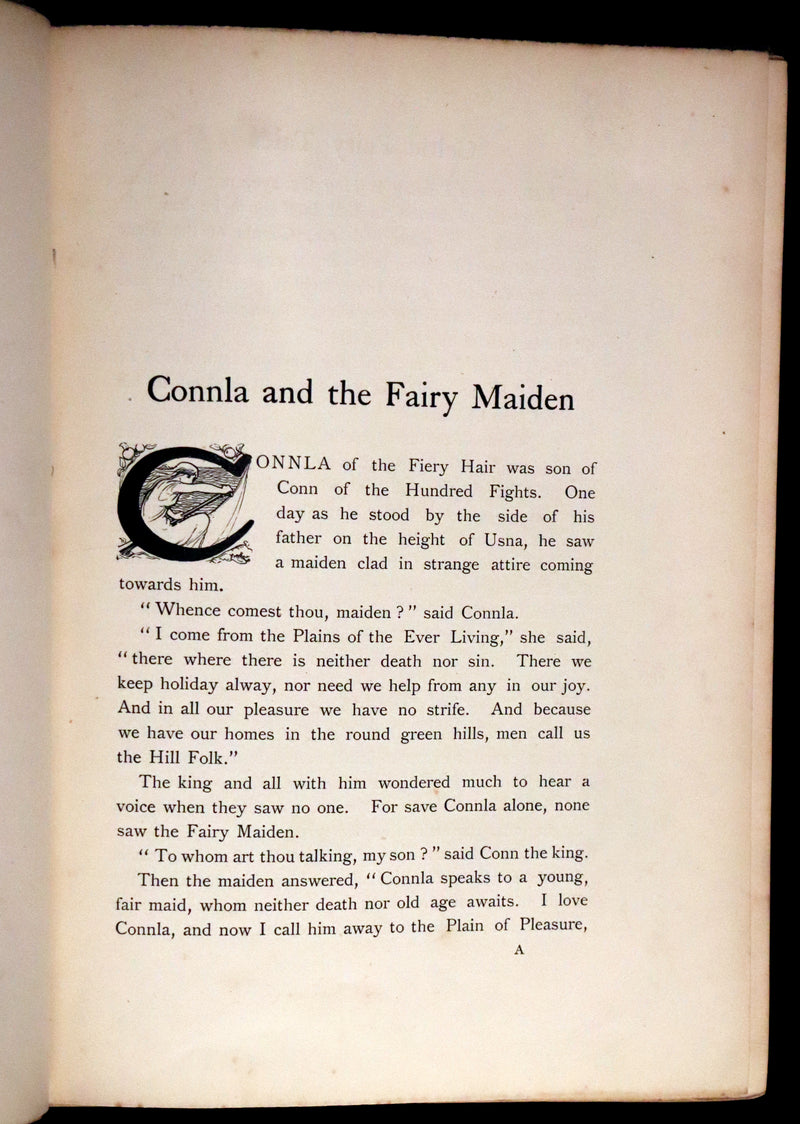 Connla and the Fairy Maiden
CONNLA of the Fiery Hair was son of
Conn of the Hundred Fights. One
day as he stood by the side of his
father on the height of Usna, he saw
a maiden clad in strange attire coming
towards him.
“Whence comest thou, maiden?” said Connla.
“I come from the Plains of the Ever Living,” she said,
“there where there is neither death nor sin. There we
keep holiday alway, nor need we help from any in our joy.
And in all our pleasure we have no strife. And because
we have our homes in the round green hills, men call us
the Hill Folk.”
The king and all with him wondered much to hear a
voice when they saw no one. For save Connla alone, none
saw the Fairy Maiden.
“To whom art thou talking, my son?” said Conn the king.
Then the maiden answered, “Connla speaks to a young,
fair maid, whom neither death nor old age awaits. I love
Connla, and now I call him away to the Plain of Pleasure,
A